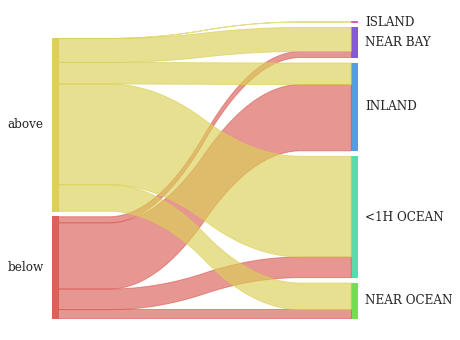 ISLAND
NEAR BAY
INLAND
above
<1H OCEAN
below
NEAR OCEAN